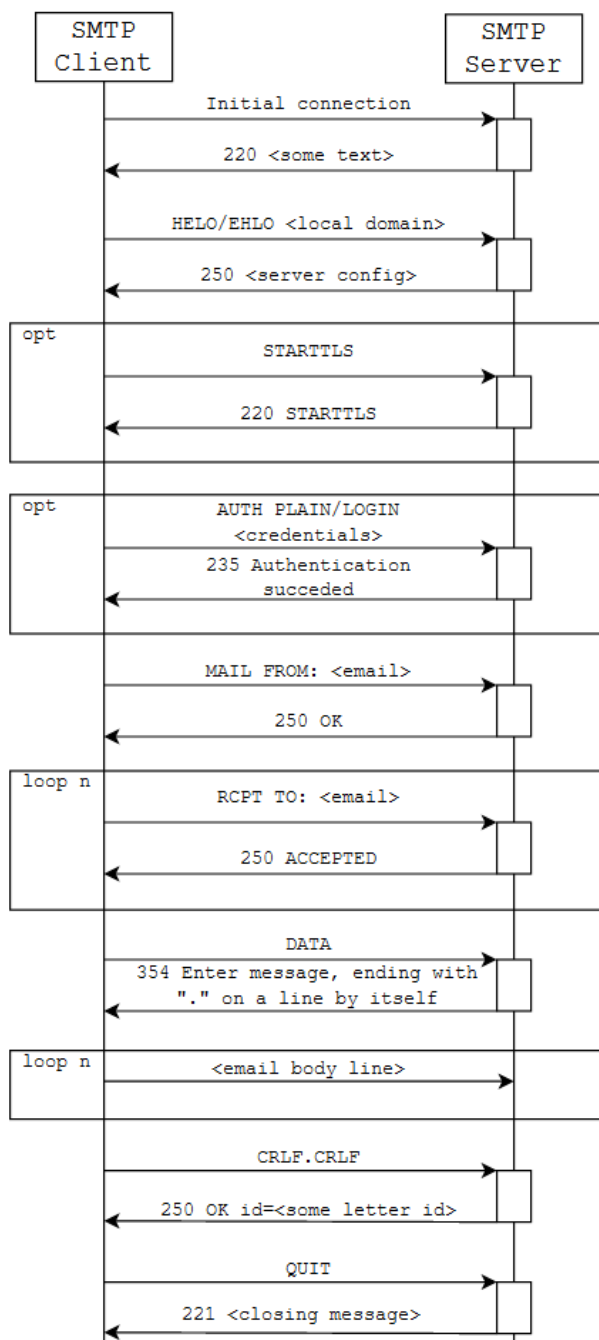 SMTP
Client
SMTP
Server
Initial connection
220 <some text>
HELO/EHLO <local domain>
250 <server config>
opt
STARTTLS
220 STARTTLS
opt
AUTH PLAIN/LOGIN
<credentials>
235 Authentication
succeded
MAIL FROM: <email>
250 OK
loop n
RCPT TO: <email>
250 ACCEPTED
DATA
354 Enter message, ending with
"." on a line by itself
loop n
<email body line>
CRLF.CRLF
250 OK id=<some letter id>
QUIT
221 <closing message>